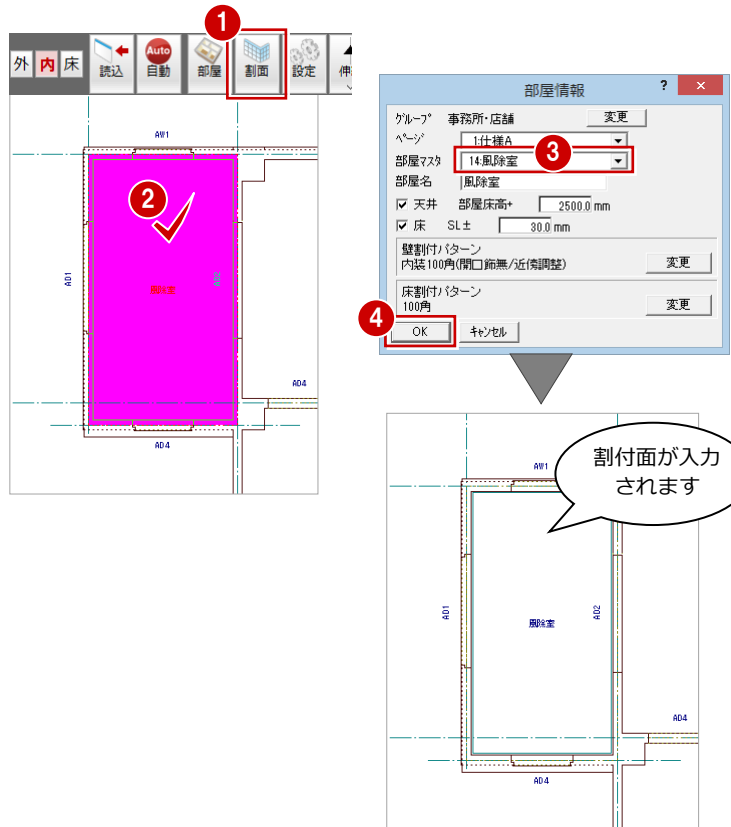 1
外 内 床 読込 Auto 自動 部屋 割面 設定 伸
AW1
2
AD1
風除室
AD2
AD4
AD4
部屋情報 ? ×
グループ 事務所・店舗 変更
ページ 1:仕様A
部屋マスタ 14:風除室
3
部屋名 風除室
天井 部屋床高+ 2500.0 mm
床 SL± 30.0 mm
壁割付パターン
内装100角(開口飾無/近傍調整) 変更
床割付パターン
100角 変更
4
OK キャンセル
割付面が入力
されます
AW1
AD1
風除室
AD2
AD4
AD4